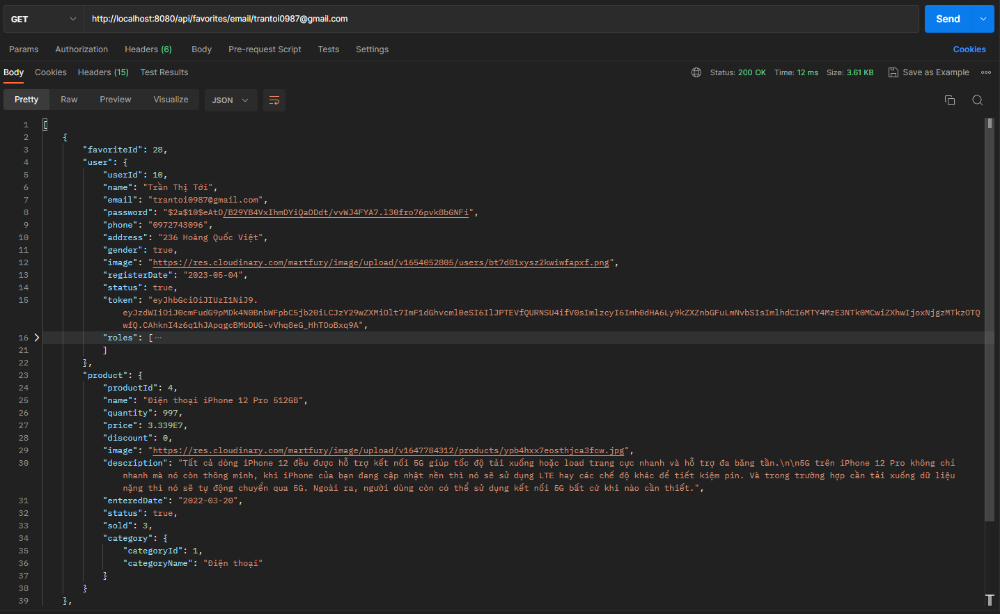 GET http://localhost:8080/api/favorites/email/trantoi0987@gmail.com Send
Params Authorization Headers (6) Body Pre-request Script Tests Settings Cookies
Body Cookies Headers (15) Test Results Status: 200 OK Time: 12 ms Size: 3.61 KB Save as Example
Pretty Raw Preview Visualize JSON
1 [
2 {
3 "favoriteId": 28,
4 "user": {
5 "userId": 10,
6 "name": "Trần Thị Tới",
7 "email": "trantoi0987@gmail.com",
8 "password": "$2a$10$eAtD/B29YB4VxIhmDYiQaODdt/vvWJ4FYA7.l30fro76pvk8bGNFi",
9 "phone": "0972743096",
10 "address": "236 Hoàng Quốc Việt",
11 "gender": true,
12 "image": "https://res.cloudinary.com/martfury/image/upload/v1654052805/users/bt7d81xysz2kwiwfapxf.png",
13 "registerDate": "2023-05-04",
14 "status": true,
15 "token": "eyJhbGciOiJIUzI1NiJ9.
eyJzdWIiOiJ0cmFudG9pMDk4N0BnbWFpbC5jb20iLCJzY29wZXMiOlt7ImF1dGhvcml0eSI6IlJPTEVfQURNSU4ifV0sImlzcyI6Imh0dHA6Ly9kZXZnbGFuLmNvbSIsImlhdCI6MTY4MzE3NTk0MCwiZXhwIjoxNjgzMTkzOTQ
wfQ.CAhknI4z6q1hJApqgcBMbDUG-vVhq8eG_HhTOoBxq9A",
16 "roles": [ ···
21 ]
22 },
23 "product": {
24 "productId": 4,
25 "name": "Điện thoại iPhone 12 Pro 512GB",
26 "quantity": 997,
27 "price": 3.339E7,
28 "discount": 0,
29 "image": "https://res.cloudinary.com/martfury/image/upload/v1647784312/products/ypb4hxx7eosthjca3fcw.jpg",
30 "description": "Tất cả dòng iPhone 12 đều được hỗ trợ kết nối 5G giúp tốc độ tải xuống hoặc load trang cực nhanh và hỗ trợ đa băng tần.\n\n5G trên iPhone 12 Pro không chỉ
nhanh mà nó còn thông minh, khi iPhone của bạn đang cập nhật nền thì nó sẽ sử dụng LTE hay các chế độ khác để tiết kiệm pin. Và trong trường hợp cần tải xuống dữ liệu
nặng thì nó sẽ tự động chuyển qua 5G. Ngoài ra, người dùng còn có thể sử dụng kết nối 5G bất cứ khi nào cần thiết.",
31 "enteredDate": "2022-03-20",
32 "status": true,
33 "sold": 3,
34 "category": {
35 "categoryId": 1,
36 "categoryName": "Điện thoại"
37 }
38 }
39 },